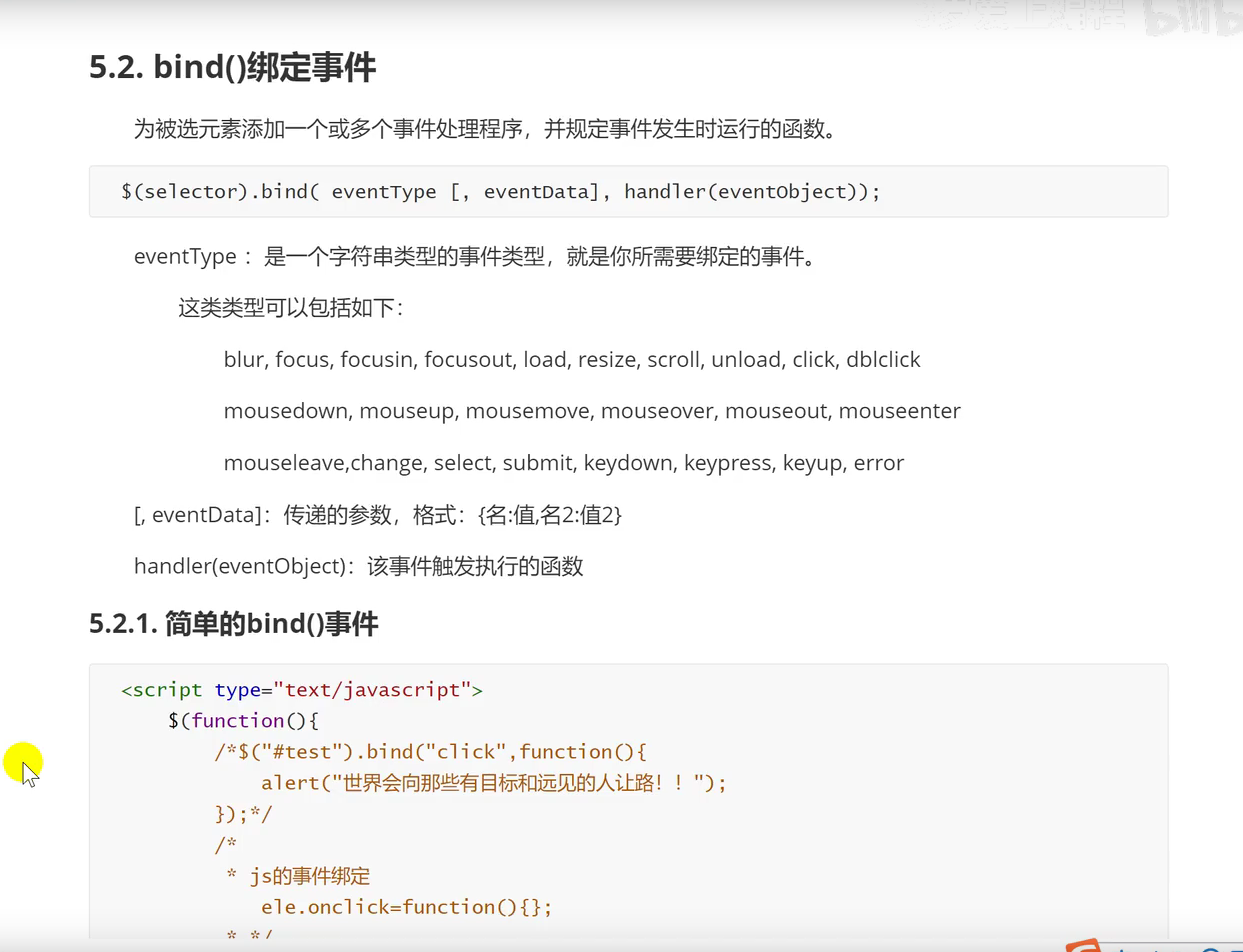 5.2. bind()绑定事件
为被选元素添加一个或多个事件处理程序，并规定事件发生时运行的函数。
$(selector).bind( eventType [, eventData], handler(eventObject));
eventType ：是一个字符串类型的事件类型，就是你所需要绑定的事件。
这类类型可以包括如下：
blur, focus, focusin, focusout, load, resize, scroll, unload, click, dblclick
mousedown, mouseup, mousemove, mouseover, mouseout, mouseenter
mouseleave,change, select, submit, keydown, keypress, keyup, error
[, eventData]：传递的参数，格式：{名:值,名2:值2}
handler(eventObject)：该事件触发执行的函数
5.2.1. 简单的bind()事件
<script type="text/javascript">
$(function(){
/*$("#test").bind("click",function(){
alert("世界会向那些有目标和远见的人让路！！");
});*/
/*
* js的事件绑定
ele.onclick=function(){};
* */